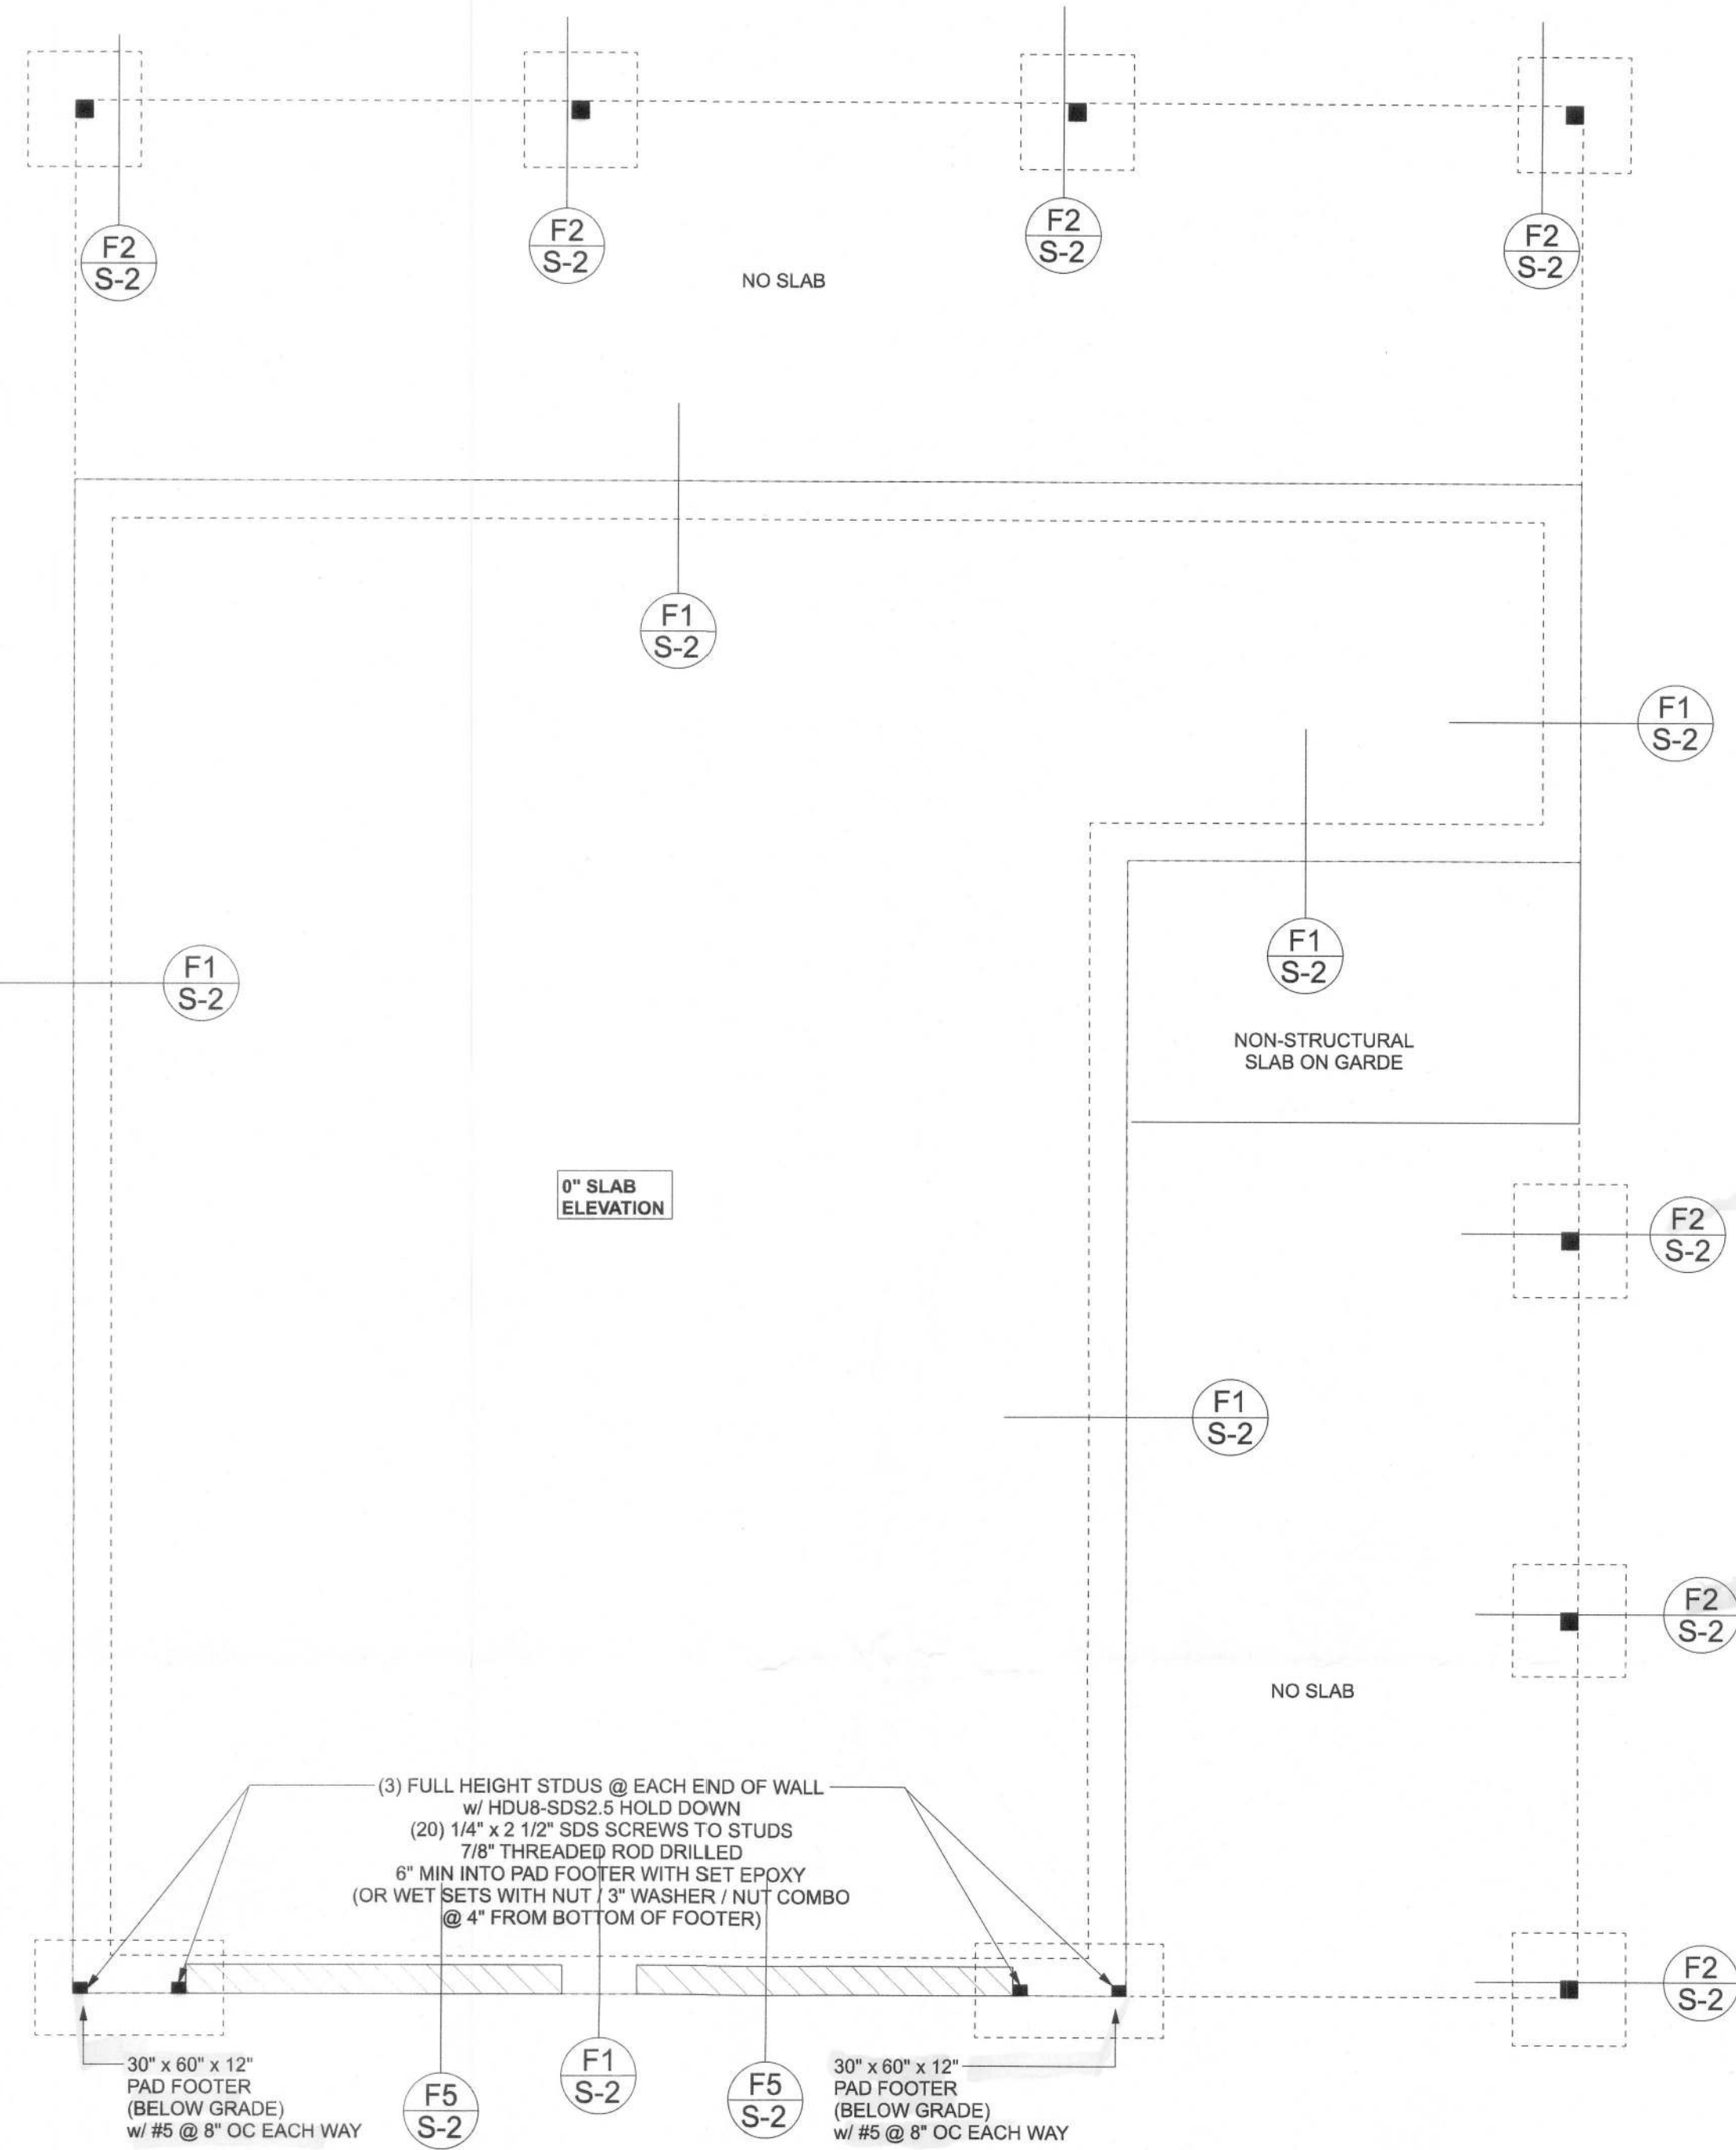 F2
S-2
F2
S-2
F2
S-2
F2
S-2
NO SLAB
F1
S-2
F1
S-2
F1
S-2
F1
S-2
NON-STRUCTURAL
SLAB ON GARDE
0" SLAB
ELEVATION
F2
S-2
F1
S-2
F2
S-2
NO SLAB
(3) FULL HEIGHT STDUS @ EACH END OF WALL
w/ HDU8-SDS2.5 HOLD DOWN
(20) 1/4" x 2 1/2" SDS SCREWS TO STUDS
7/8" THREADED ROD DRILLED
6" MIN INTO PAD FOOTER WITH SET EPOXY
(OR WET SETS WITH NUT / 3" WASHER / NUT COMBO
@ 4" FROM BOTTOM OF FOOTER)
F2
S-2
30" x 60" x 12"
PAD FOOTER
(BELOW GRADE)
w/ #5 @ 8" OC EACH WAY
F5
S-2
F1
S-2
F5
S-2
30" x 60" x 12"
PAD FOOTER
(BELOW GRADE)
w/ #5 @ 8" OC EACH WAY